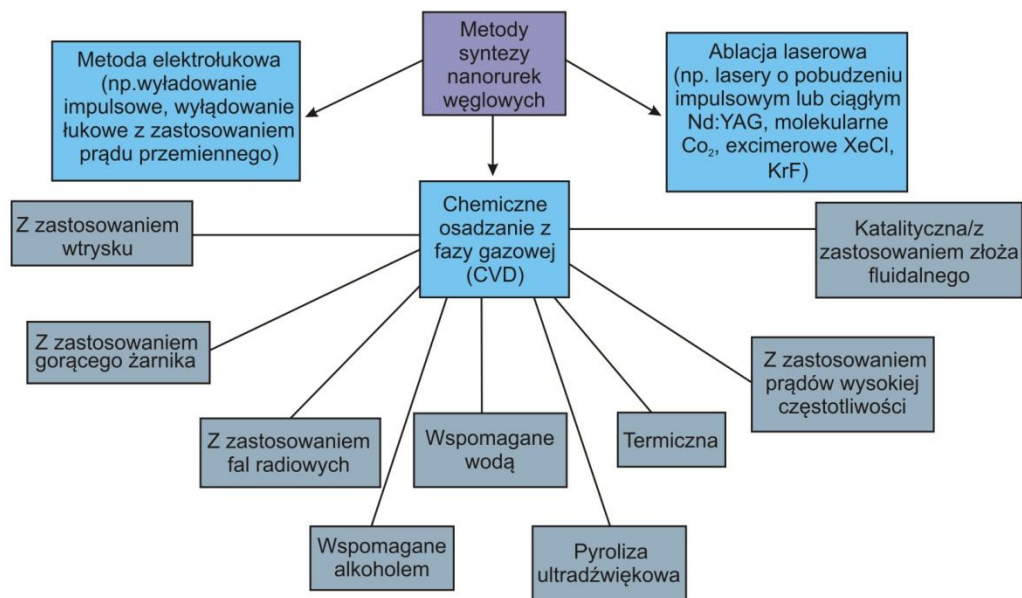 Metody
syntezy
nanorurek
węglowych
Metoda elektrołukowa
(np.wyładowanie
impulsowe, wyłądowanie
łukowe z zastosowaniem
prądu przemiennego)
Ablacja laserowa
(np. lasery o pobudzeniu
impulsowym lub ciągłym
Nd:YAG, molekularne
Co₂, excimerowe XeCl,
KrF)
Chemiczne
osadzanie z
fazy gazowej
(CVD)
Z zastosowaniem
wtrysku
Katalityczna/z
zastosowaniem złoża
fluidalnego
Z zastosowaniem
gorącego żarnika
Z zastosowaniem
prądów wysokiej
częstotliwości
Z zastosowaniem
fal radiowych
Wspomagane
wodą
Termiczna
Wspomagane
alkoholem
Pyroliza
ultradźwiękowa